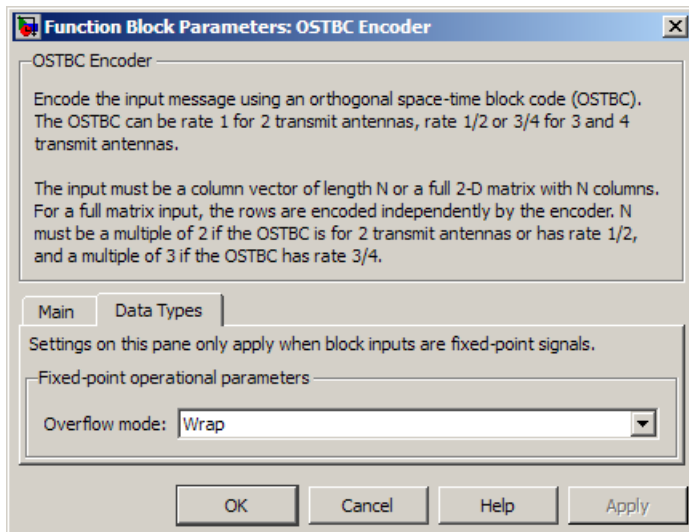 Function Block Parameters: OSTBC Encoder
OSTBC Encoder
Encode the input message using an orthogonal space-time block code (OSTBC).
The OSTBC can be rate 1 for 2 transmit antennas, rate 1/2 or 3/4 for 3 and 4
transmit antennas.
The input must be a column vector of length N or a full 2-D matrix with N columns.
For a full matrix input, the rows are encoded independently by the encoder. N
must be a multiple of 2 if the OSTBC is for 2 transmit antennas or has rate 1/2,
and a multiple of 3 if the OSTBC has rate 3/4.
Main Data Types
Settings on this pane only apply when block inputs are fixed-point signals.
Fixed-point operational parameters
Overflow mode: Wrap
OK Cancel Help Apply